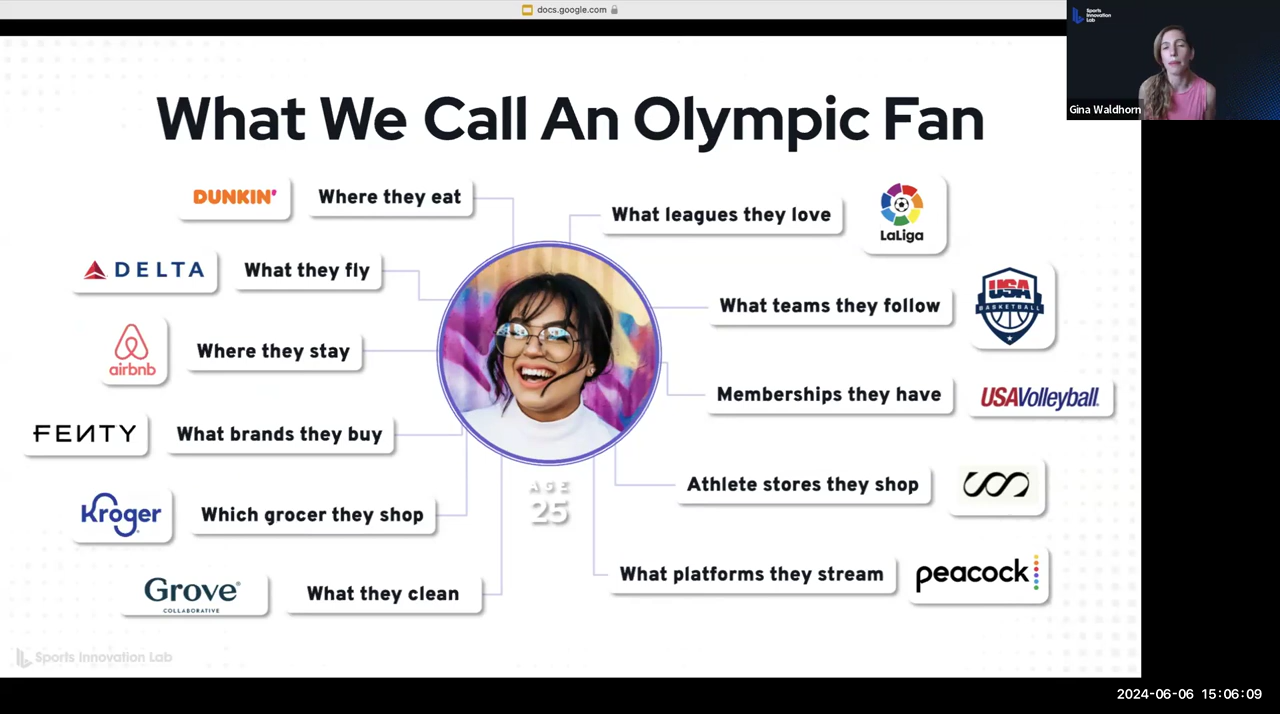 docs.google.com
Sports
Innovation
Lab
Gina Waldhorn
What We Call An Olympic Fan
DUNKIN'
Where they eat
What leagues they love
LaLiga
DELTA
What they fly
What teams they follow
USA
BASKETBALL
airbnb
Where they stay
Memberships they have
USAVolleyball.
FENTY
What brands they buy
Athlete stores they shop
AGE
25
Kroger
Which grocer they shop
What platforms they stream
peacock
Grove
COLLABORATIVE
What they clean
Sports Innovation Lab
2024-06-06 15:06:09